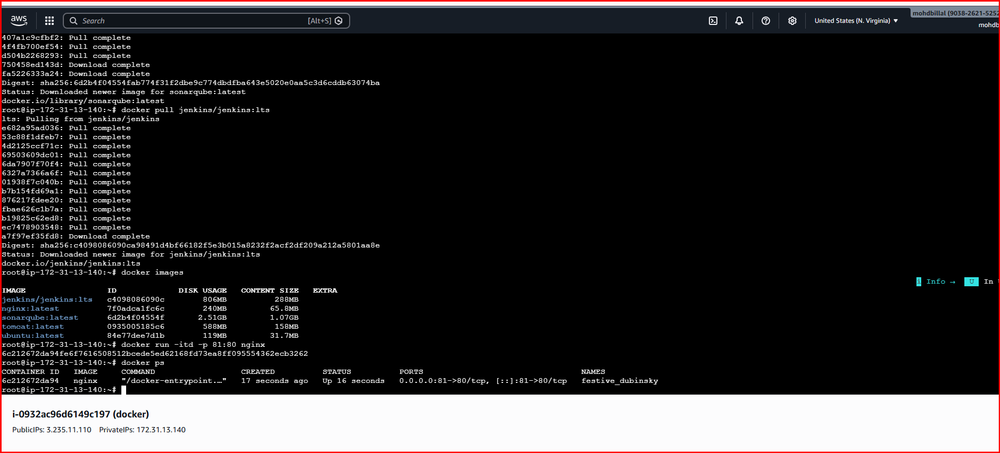 aws
Search [Alt+S]
United States (N. Virginia)
mohdbillal (9038-2621-5252
mohdb
407a1c9cfbf2: Pull complete
4f4fb700ef54: Pull complete
d504b2268293: Pull complete
750458ed143d: Download complete
fa5226333a24: Download complete
Digest: sha256:6d2b4f04554fab774f31f2dbe9c774dbdfba643e5020e0aa5c3d6cddb63074ba
Status: Downloaded newer image for sonarqube:latest
docker.io/library/sonarqube:latest
root@ip-172-31-13-140:~# docker pull jenkins/jenkins:lts
lts: Pulling from jenkins/jenkins
e682a95ad036: Pull complete
53c88f1dfeb7: Pull complete
4d2125ccf71c: Pull complete
69503609dc01: Pull complete
6da7907f70f4: Pull complete
6327a7366a6f: Pull complete
01938f7c040b: Pull complete
b7b154fd69a1: Pull complete
876217fdee20: Pull complete
fbae626c1b7a: Pull complete
b19825c62ed8: Pull complete
ec7478903548: Pull complete
a7f97ef35fd8: Download complete
Digest: sha256:c4098086090ca98491d4bf66182f5e3b015a8232f2acf2df209a212a5801aa8e
Status: Downloaded newer image for jenkins/jenkins:lts
docker.io/jenkins/jenkins:lts
root@ip-172-31-13-140:~# docker images
i Info → U In
IMAGE ID DISK USAGE CONTENT SIZE EXTRA
jenkins/jenkins:lts c4098086090c 806MB 288MB
nginx:latest 7f0adca1fc6c 240MB 65.8MB
sonarqube:latest 6d2b4f04554f 2.51GB 1.07GB
tomcat:latest 0935005185c6 588MB 158MB
ubuntu:latest 84e77dee7d1b 119MB 31.7MB
root@ip-172-31-13-140:~# docker run -itd -p 81:80 nginx
6c212672da94fe6f7616508512bcede5ed62168fd73ea8ff095554362ecb3262
root@ip-172-31-13-140:~# docker ps
CONTAINER ID IMAGE COMMAND CREATED STATUS PORTS NAMES
6c212672da94 nginx "/docker-entrypoint.…" 17 seconds ago Up 16 seconds 0.0.0.0:81->80/tcp, [::]:81->80/tcp festive_dubinsky
root@ip-172-31-13-140:~#
i-0932ac96d6149c197 (docker)
PublicIPs: 3.235.11.110 PrivateIPs: 172.31.13.140